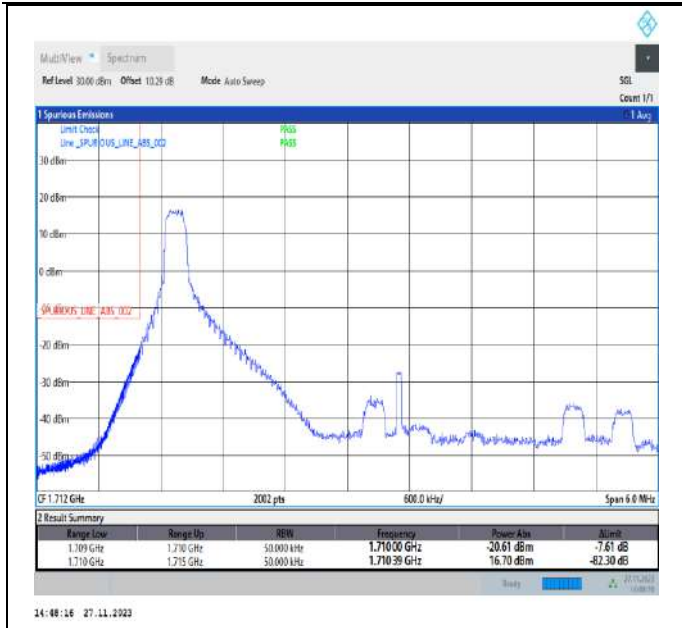 MultiView Spectrum
Ref Level 30.00 dBm Offset 10.29 dB Mode Auto Sweep SGL
Count 1/1
1 Spurious Emissions 1 Avg
Limit Check PASS
Line _SPURIOUS_LINE_ABS_002 PASS
30 dBm
20 dBm
10 dBm
0 dBm
_SPURIOUS_LINE_ABS_002
-20 dBm
-30 dBm
-40 dBm
-50 dBm
CF 1.712 GHz 2002 pts 600.0 kHz/ Span 6.0 MHz
2 Result Summary
Range Low Range Up RBW Frequency Power Abs ΔLimit
1.709 GHz 1.710 GHz 50.000 kHz 1.71000 GHz -20.61 dBm -7.61 dB
1.710 GHz 1.715 GHz 50.000 kHz 1.71039 GHz 16.70 dBm -82.30 dB
Ready 27.11.2023
14:48:16 27.11.2023